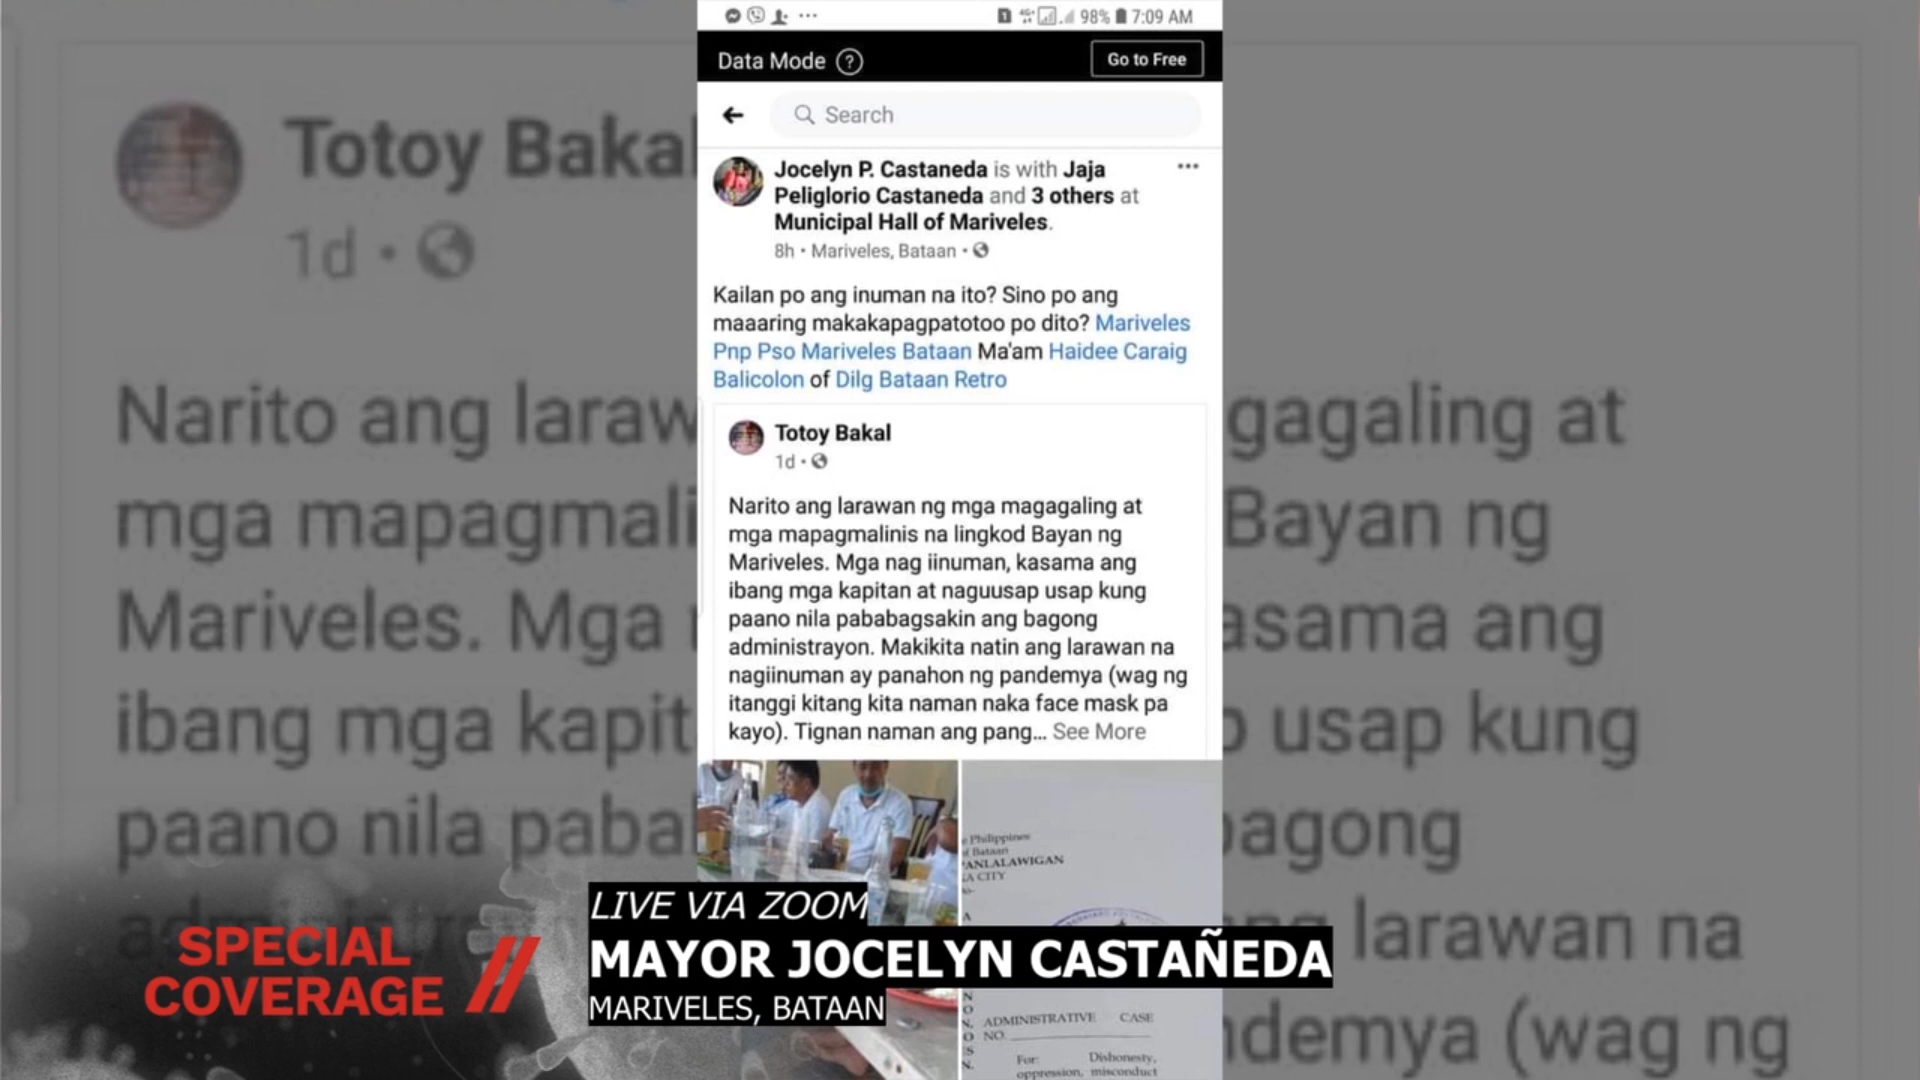 98% 7:09 AM
Data Mode ?
Go to Free
Search
Jocelyn P. Castaneda is with Jaja
Peliglorio Castaneda and 3 others at
Municipal Hall of Mariveles.
8h • Mariveles, Bataan •
Kailan po ang inuman na ito? Sino po ang
maaaring makakapagpatotoo po dito? Mariveles
Pnp Pso Mariveles Bataan Ma'am Haidee Caraig
Balicolon of Dilg Bataan Retro
Totoy Bakal
1d •
Narito ang larawan ng mga magagaling at
mga mapagmalinis na lingkod Bayan ng
Mariveles. Mga nag iinuman, kasama ang
ibang mga kapitan at naguusap usap kung
paano nila pababagsakin ang bagong
administrayon. Makikita natin ang larawan na
nagiinuman ay panahon ng pandemya (wag ng
itanggi kitang kita naman naka face mask pa
kayo). Tignan naman ang pang... See More
e Philippines
of Bataan
ANLALAWIGAN
A CITY
ADMINISTRATIVE CASE
NO.
For: Dishonesty,
oppression, misconduct
Totoy Bakal
1d •
Narito ang laraw gagaling at
mga mapagmali Bayan ng
Mariveles. Mga asama ang
ibang mga kapit usap kung
paano nila paba bagong
ang larawan na
ndemya (wag ng
SPECIAL
COVERAGE //
LIVE VIA ZOOM
MAYOR JOCELYN CASTAÑEDA
MARIVELES, BATAAN